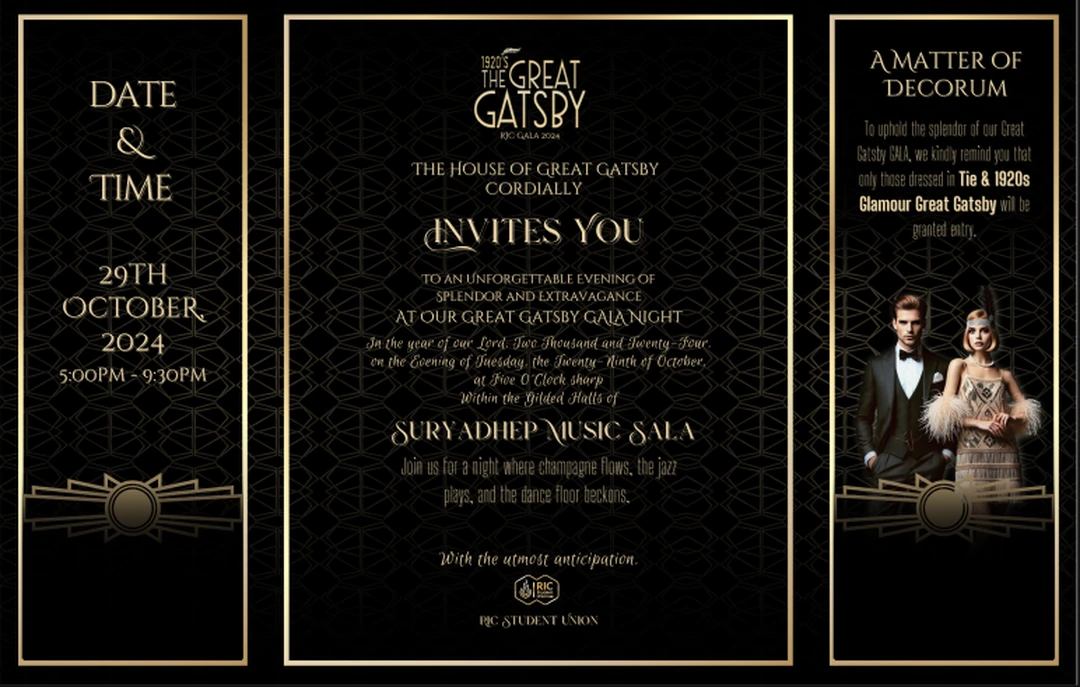 DATE
&
TIME
29TH
OCTOBER,
2024
5:00PM - 9:30PM
1920'S
THE GREAT
GATSBY
RIC GALA 2024
THE HOUSE OF GREAT GATSBY
CORDIALLY
INVITES YOU
TO AN UNFORGETTABLE EVENING OF
SPLENDOR AND EXTRAVAGANCE
AT OUR GREAT GATSBY GALA NIGHT
In the year of our Lord, Two Thousand and Twenty-Four,
on the Evening of Tuesday, the Twenty-Ninth of October,
at Five O'Clock sharp
Within the Gilded Halls of
SURYADHEP MUSIC SALA
Join us for a night where champagne flows, the jazz
plays, and the dance floor beckons.
With the utmost anticipation.
RIC
RIC STUDENT UNION
A MATTER OF
DECORUM
To uphold the splendor of our Great
Gatsby GALA, we kindly remind you that
only those dressed in Tie & 1920s
Glamour Great Gatsby will be
granted entry.